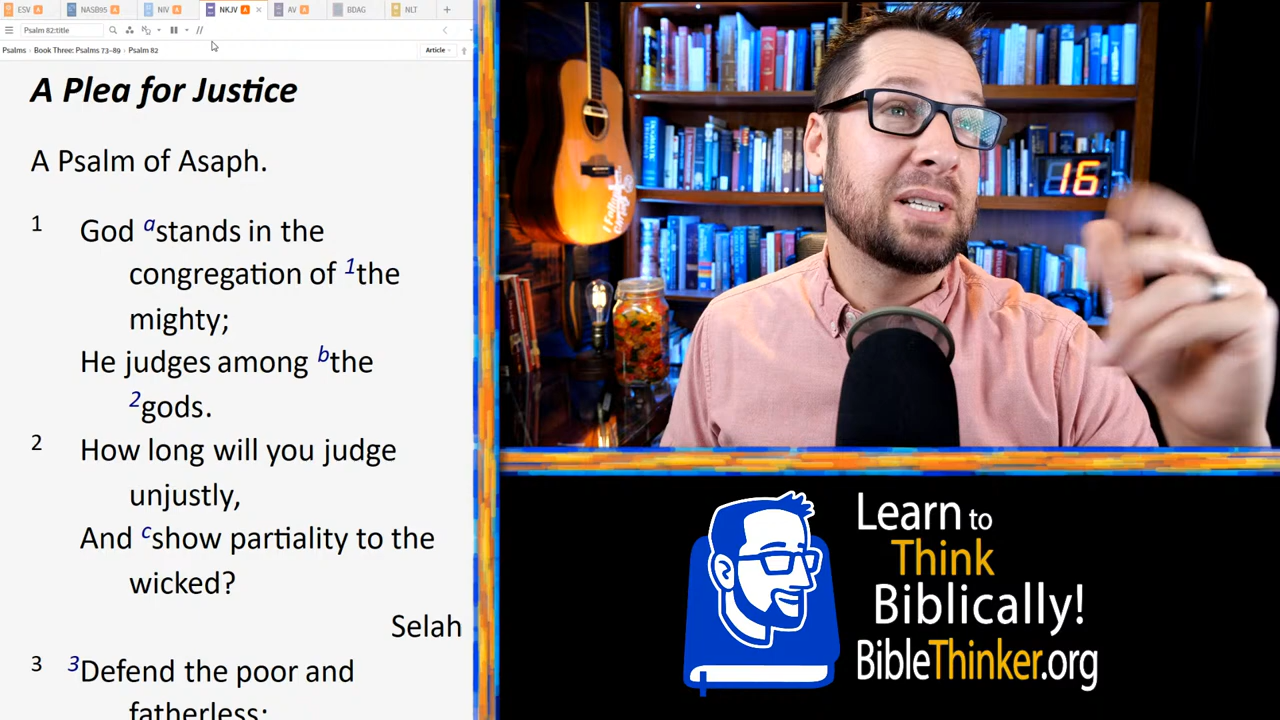 ESV
NASB95
NIV
NKJV
AV
BDAG
NLT
Psalm 82:title
Psalms › Book Three: Psalms 73–89 › Psalm 82
Article
A Plea for Justice
A Psalm of Asaph.
1 God ᵃstands in the
congregation of ¹the
mighty;
He judges among ᵇthe
²gods.
2 How long will you judge
unjustly,
And ᶜshow partiality to the
wicked?
Selah
3 ³Defend the poor and
fatherless;
16
Learn to
Think
Biblically!
BibleThinker.org